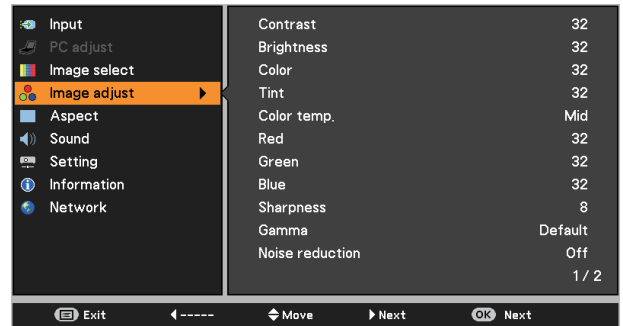 Input
PC adjust
Image select
Image adjust
Aspect
Sound
Setting
Information
Network
Contrast 32
Brightness 32
Color 32
Tint 32
Color temp. Mid
Red 32
Green 32
Blue 32
Sharpness 8
Gamma Default
Noise reduction Off
1 / 2
Exit ----- Move Next OK Next